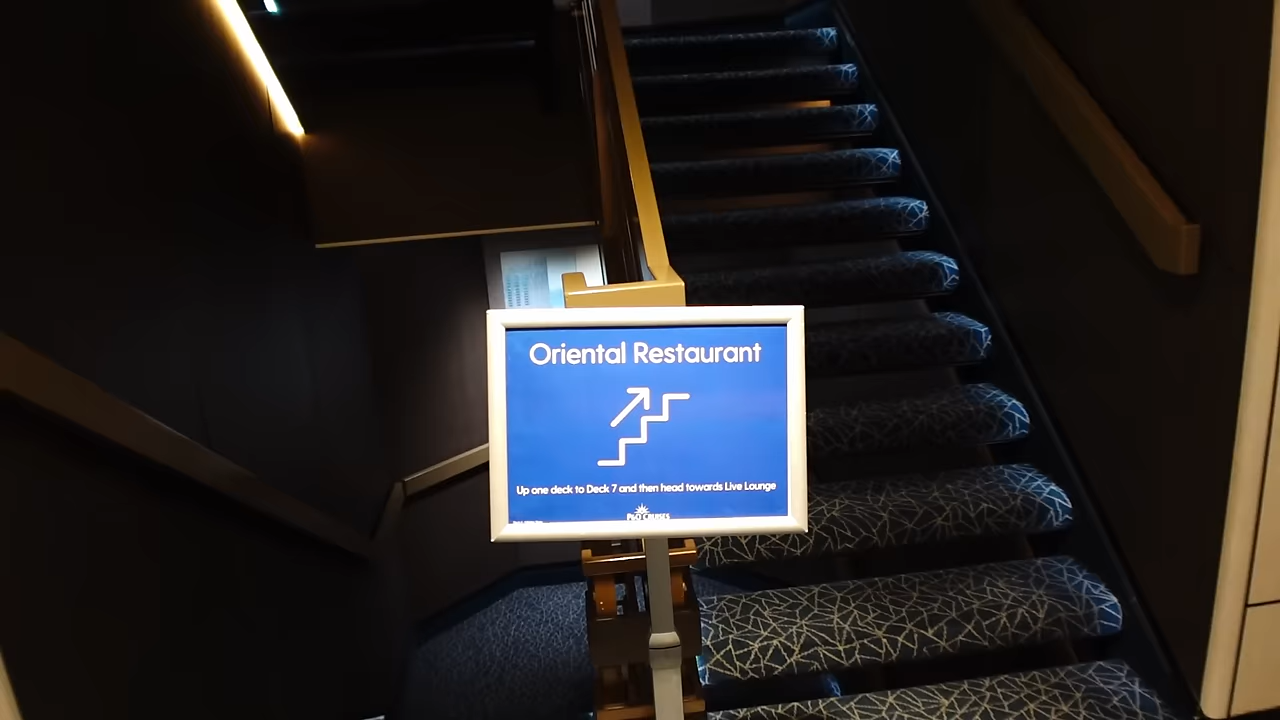 Oriental Restaurant
Up one deck to Deck 7 and then head towards Live Lounge
P&O CRUISES